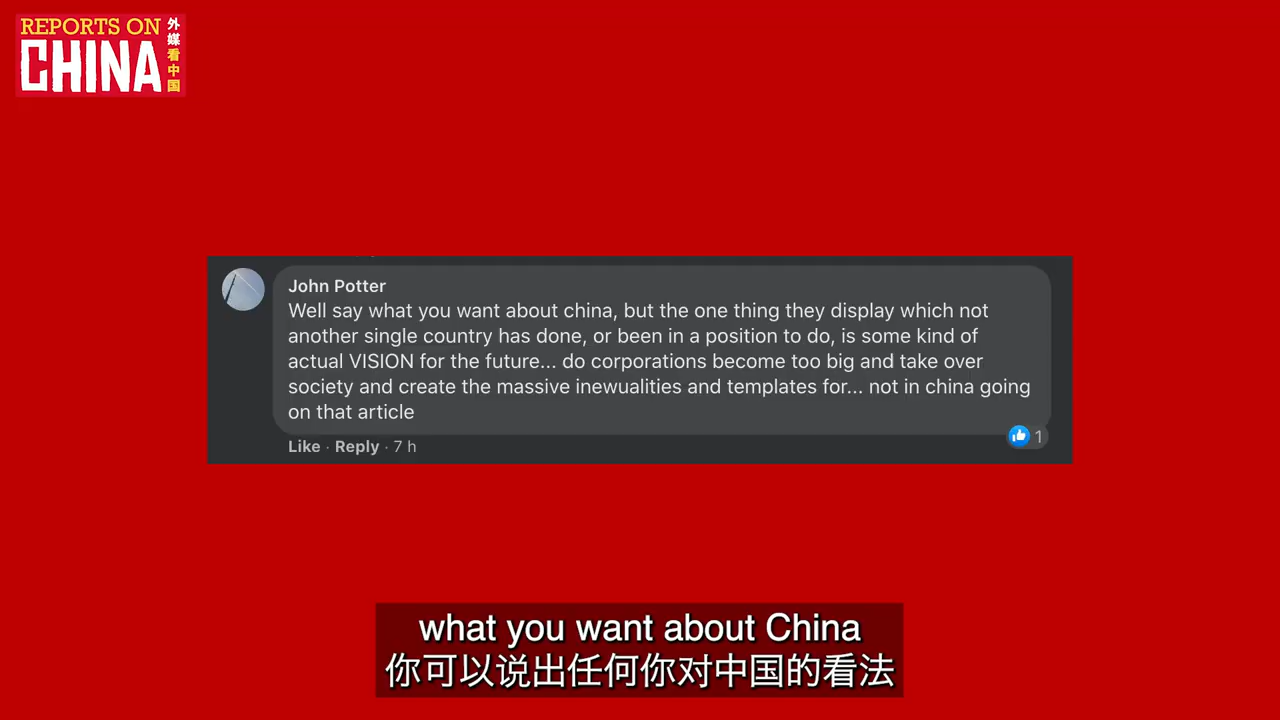 REPORTS ON
CHINA
外媒看中国
John Potter
Well say what you want about china, but the one thing they display which not
another single country has done, or been in a position to do, is some kind of
actual VISION for the future... do corporations become too big and take over
society and create the massive inewualities and templates for... not in china going
on that article
Like · Reply · 7 h
1
what you want about China
你可以说出任何你对中国的看法